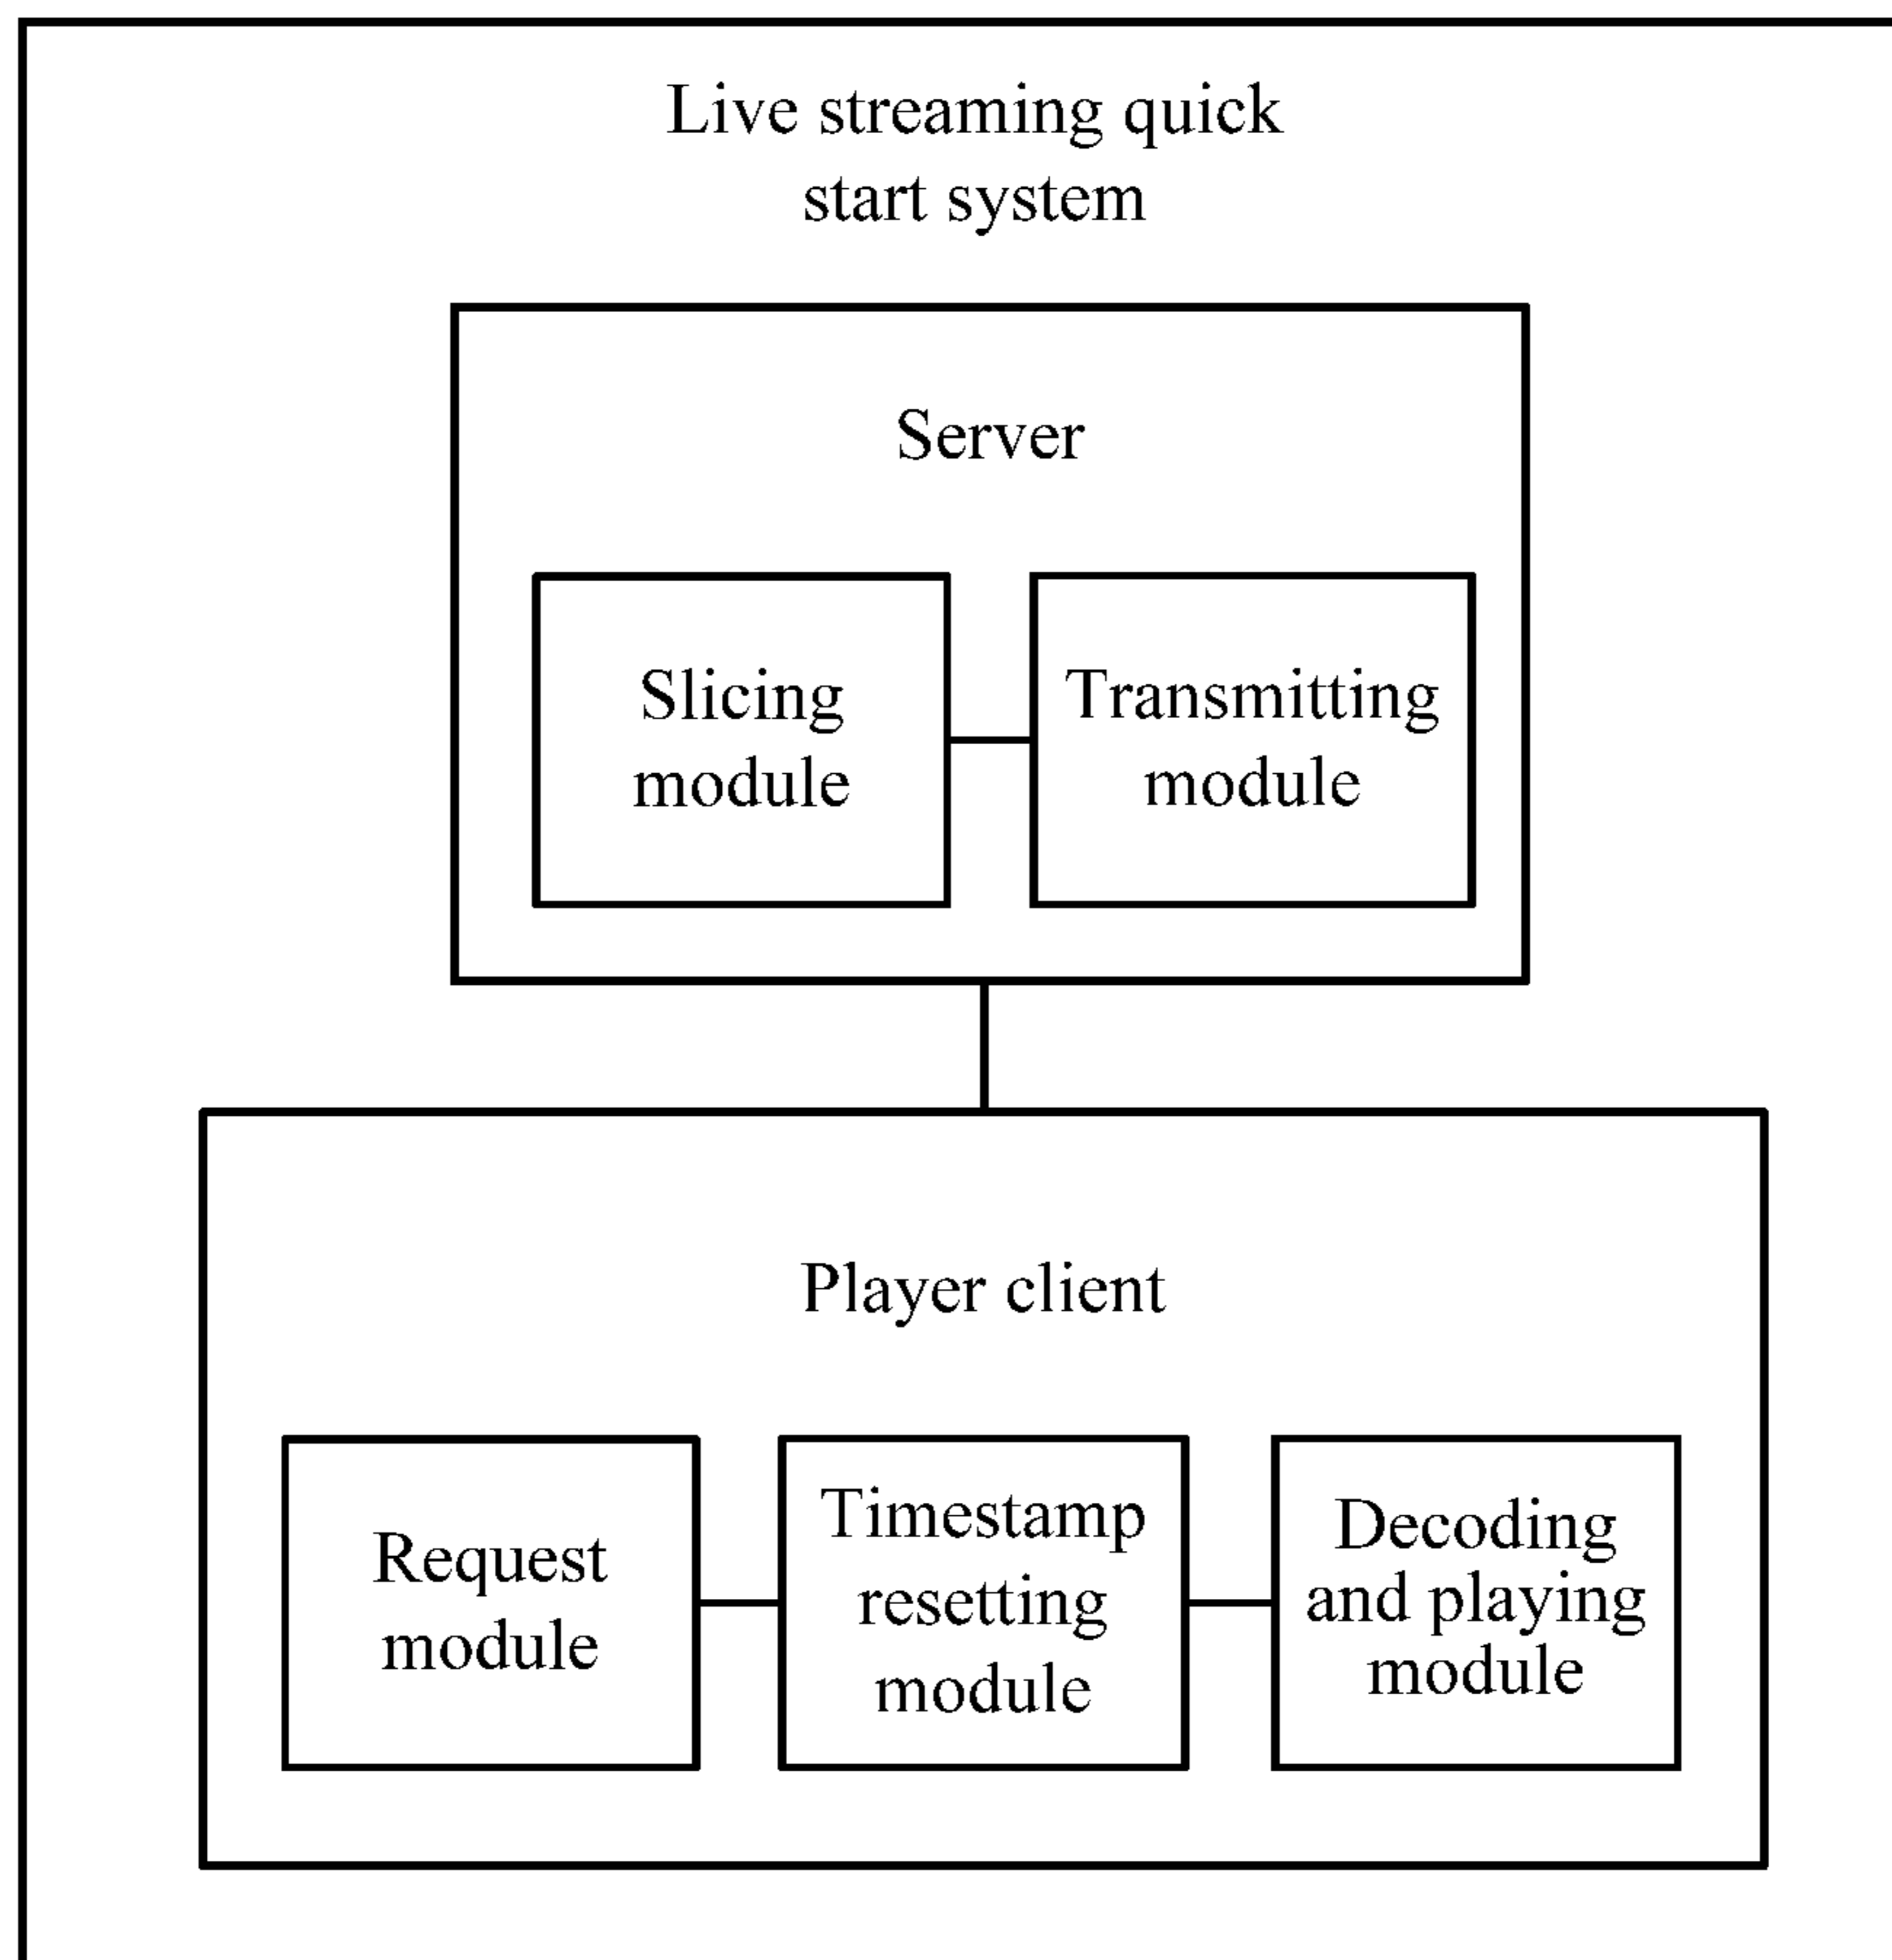 Live streaming quick
start system
Server
Slicing
module
Transmitting
module
Player client
Request
module
Timestamp
resetting
module
Decoding
and playing
module